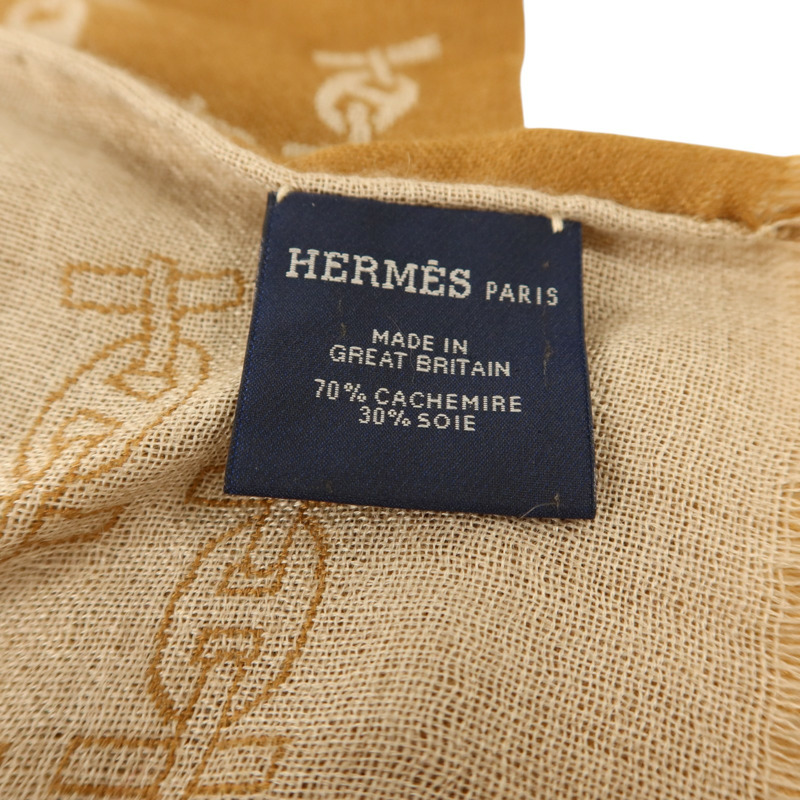 HERMÈS PARIS
MADE IN
GREAT BRITAIN
70% CACHEMIRE
30% SOIE